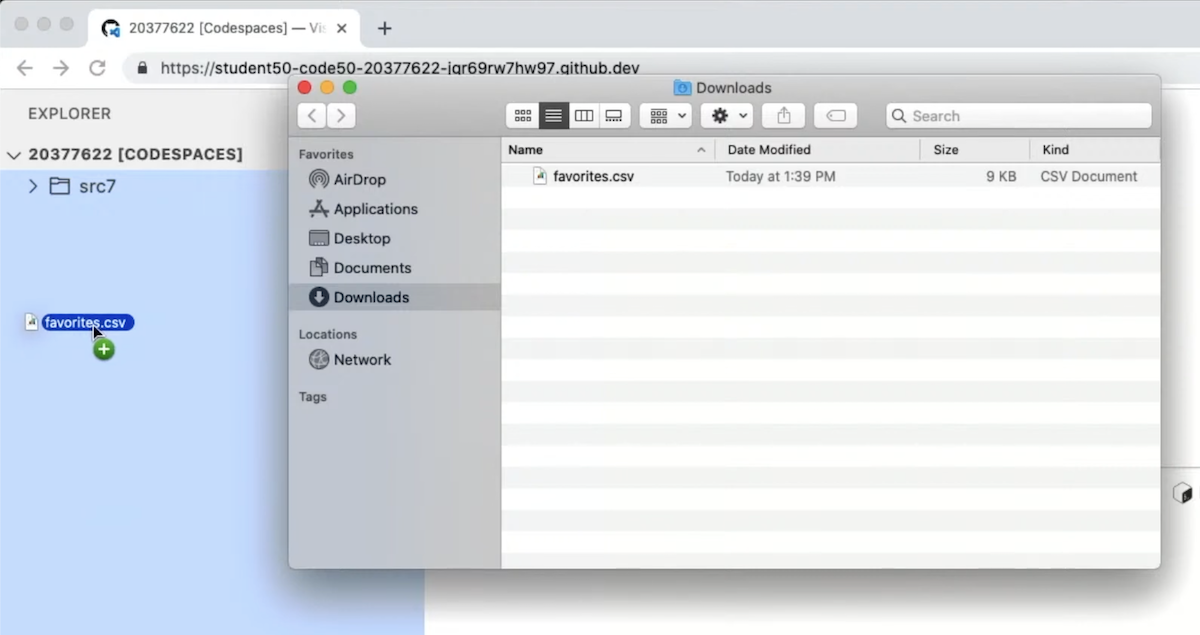 20377622 [Codespaces] — Vis
https://student50-code50-20377622-jqr69rw7hw97.github.dev
EXPLORER
20377622 [CODESPACES]
src7
favorites.csv
Downloads
Search
Favorites
AirDrop
Applications
Desktop
Documents
Downloads
Locations
Network
Tags
Name Date Modified Size Kind
favorites.csv Today at 1:39 PM 9 KB CSV Document